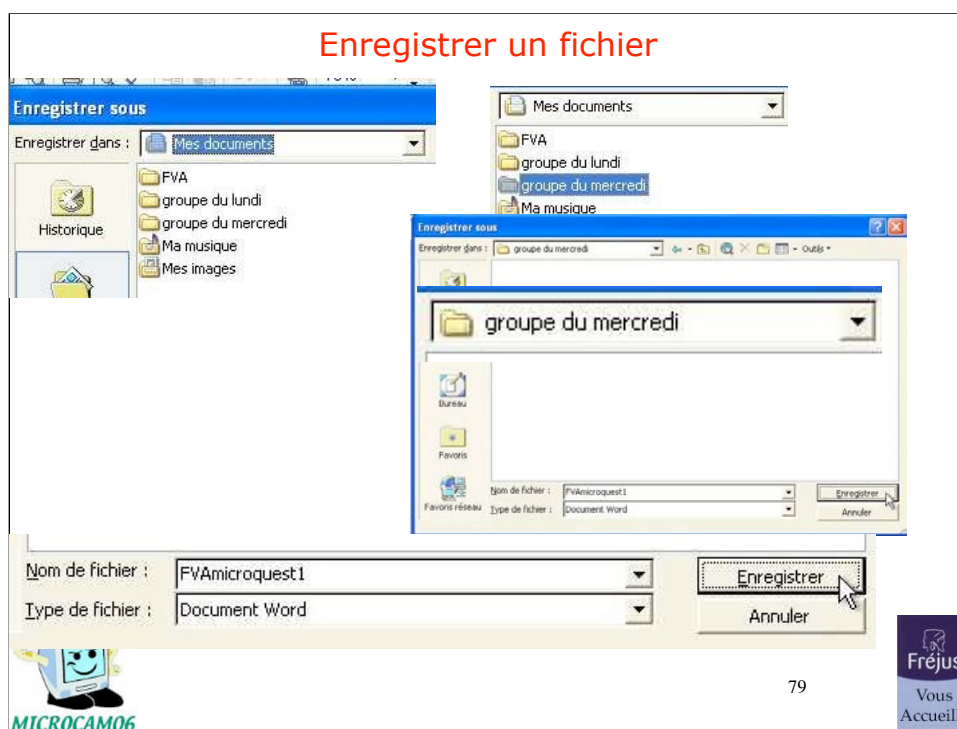 Enregistrer un fichier
Enregistrer sous
Enregistrer dans :
Mes documents
FVA
groupe du lundi
groupe du mercredi
Ma musique
Mes images
Historique
Mes documents
FVA
groupe du lundi
groupe du mercredi
Ma musique
Enregistrer sous
Enregistrer dans :
groupe du mercredi
Outils
groupe du mercredi
Bureau
Favoris
Favoris réseau
Nom de fichier :
FVAmicroquest1
Enregistrer
Type de fichier :
Document Word
Annuler
Nom de fichier :
FVAmicroquest1
Enregistrer
Type de fichier :
Document Word
Annuler
MICROCAM06
79
Fréjus
Vous
Accueil